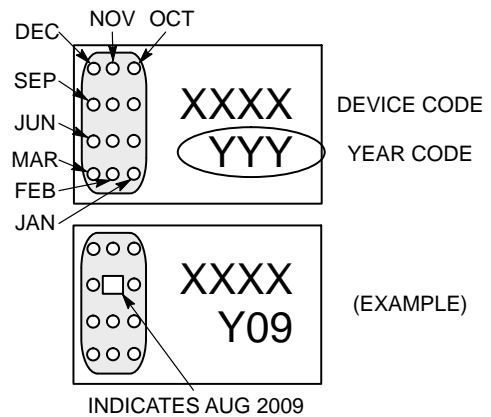 NOV OCT
DEC
SEP
JUN
MAR
FEB
JAN
XXXX DEVICE CODE
YYY YEAR CODE
XXXX
Y09
(EXAMPLE)
INDICATES AUG 2009